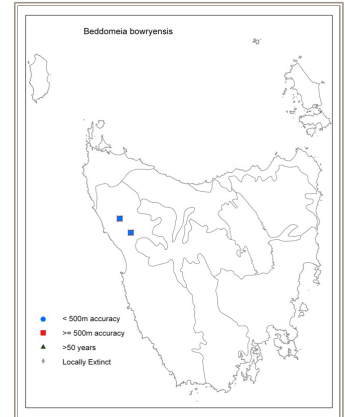 Beddomeia bowryensis
< 500m accuracy
>= 500m accuracy
>50 years
Locally Extinct